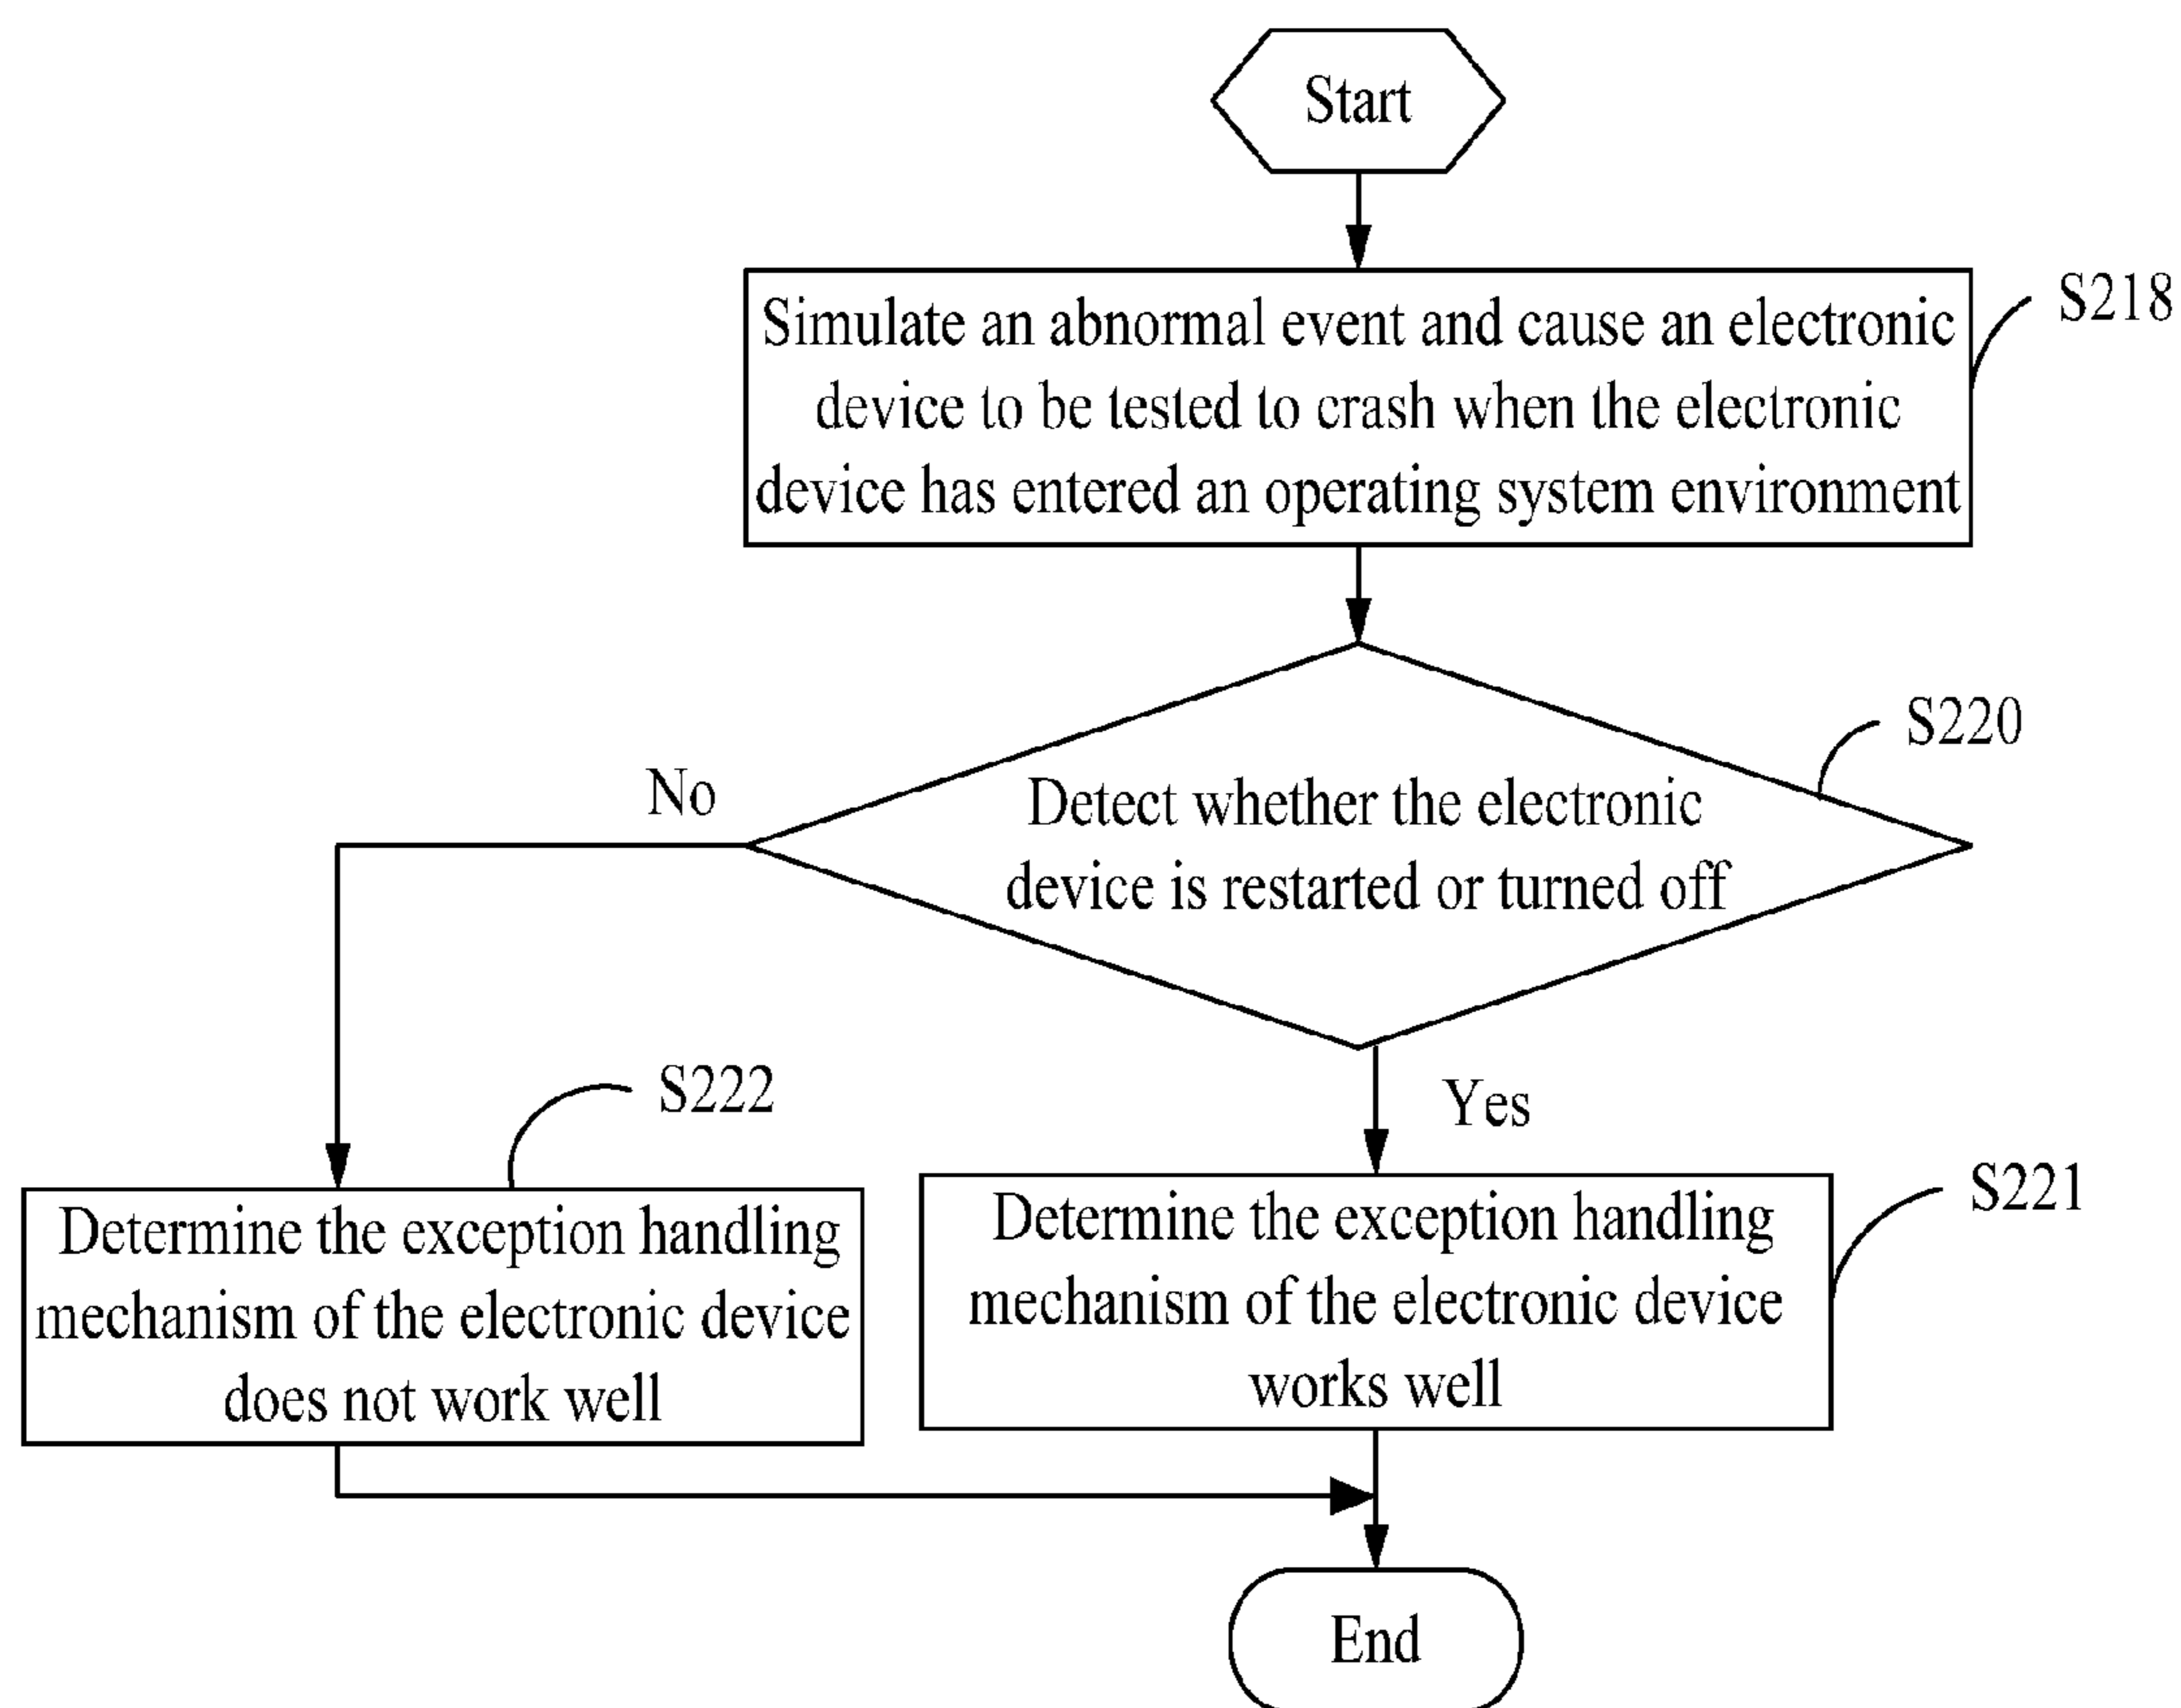 Start
Simulate an abnormal event and cause an electronic
device to be tested to crash when the electronic
device has entered an operating system environment
S218
S220
Detect whether the electronic
device is restarted or turned off
No
Yes
S222
Determine the exception handling
mechanism of the electronic device
does not work well
S221
Determine the exception handling
mechanism of the electronic device
works well
End